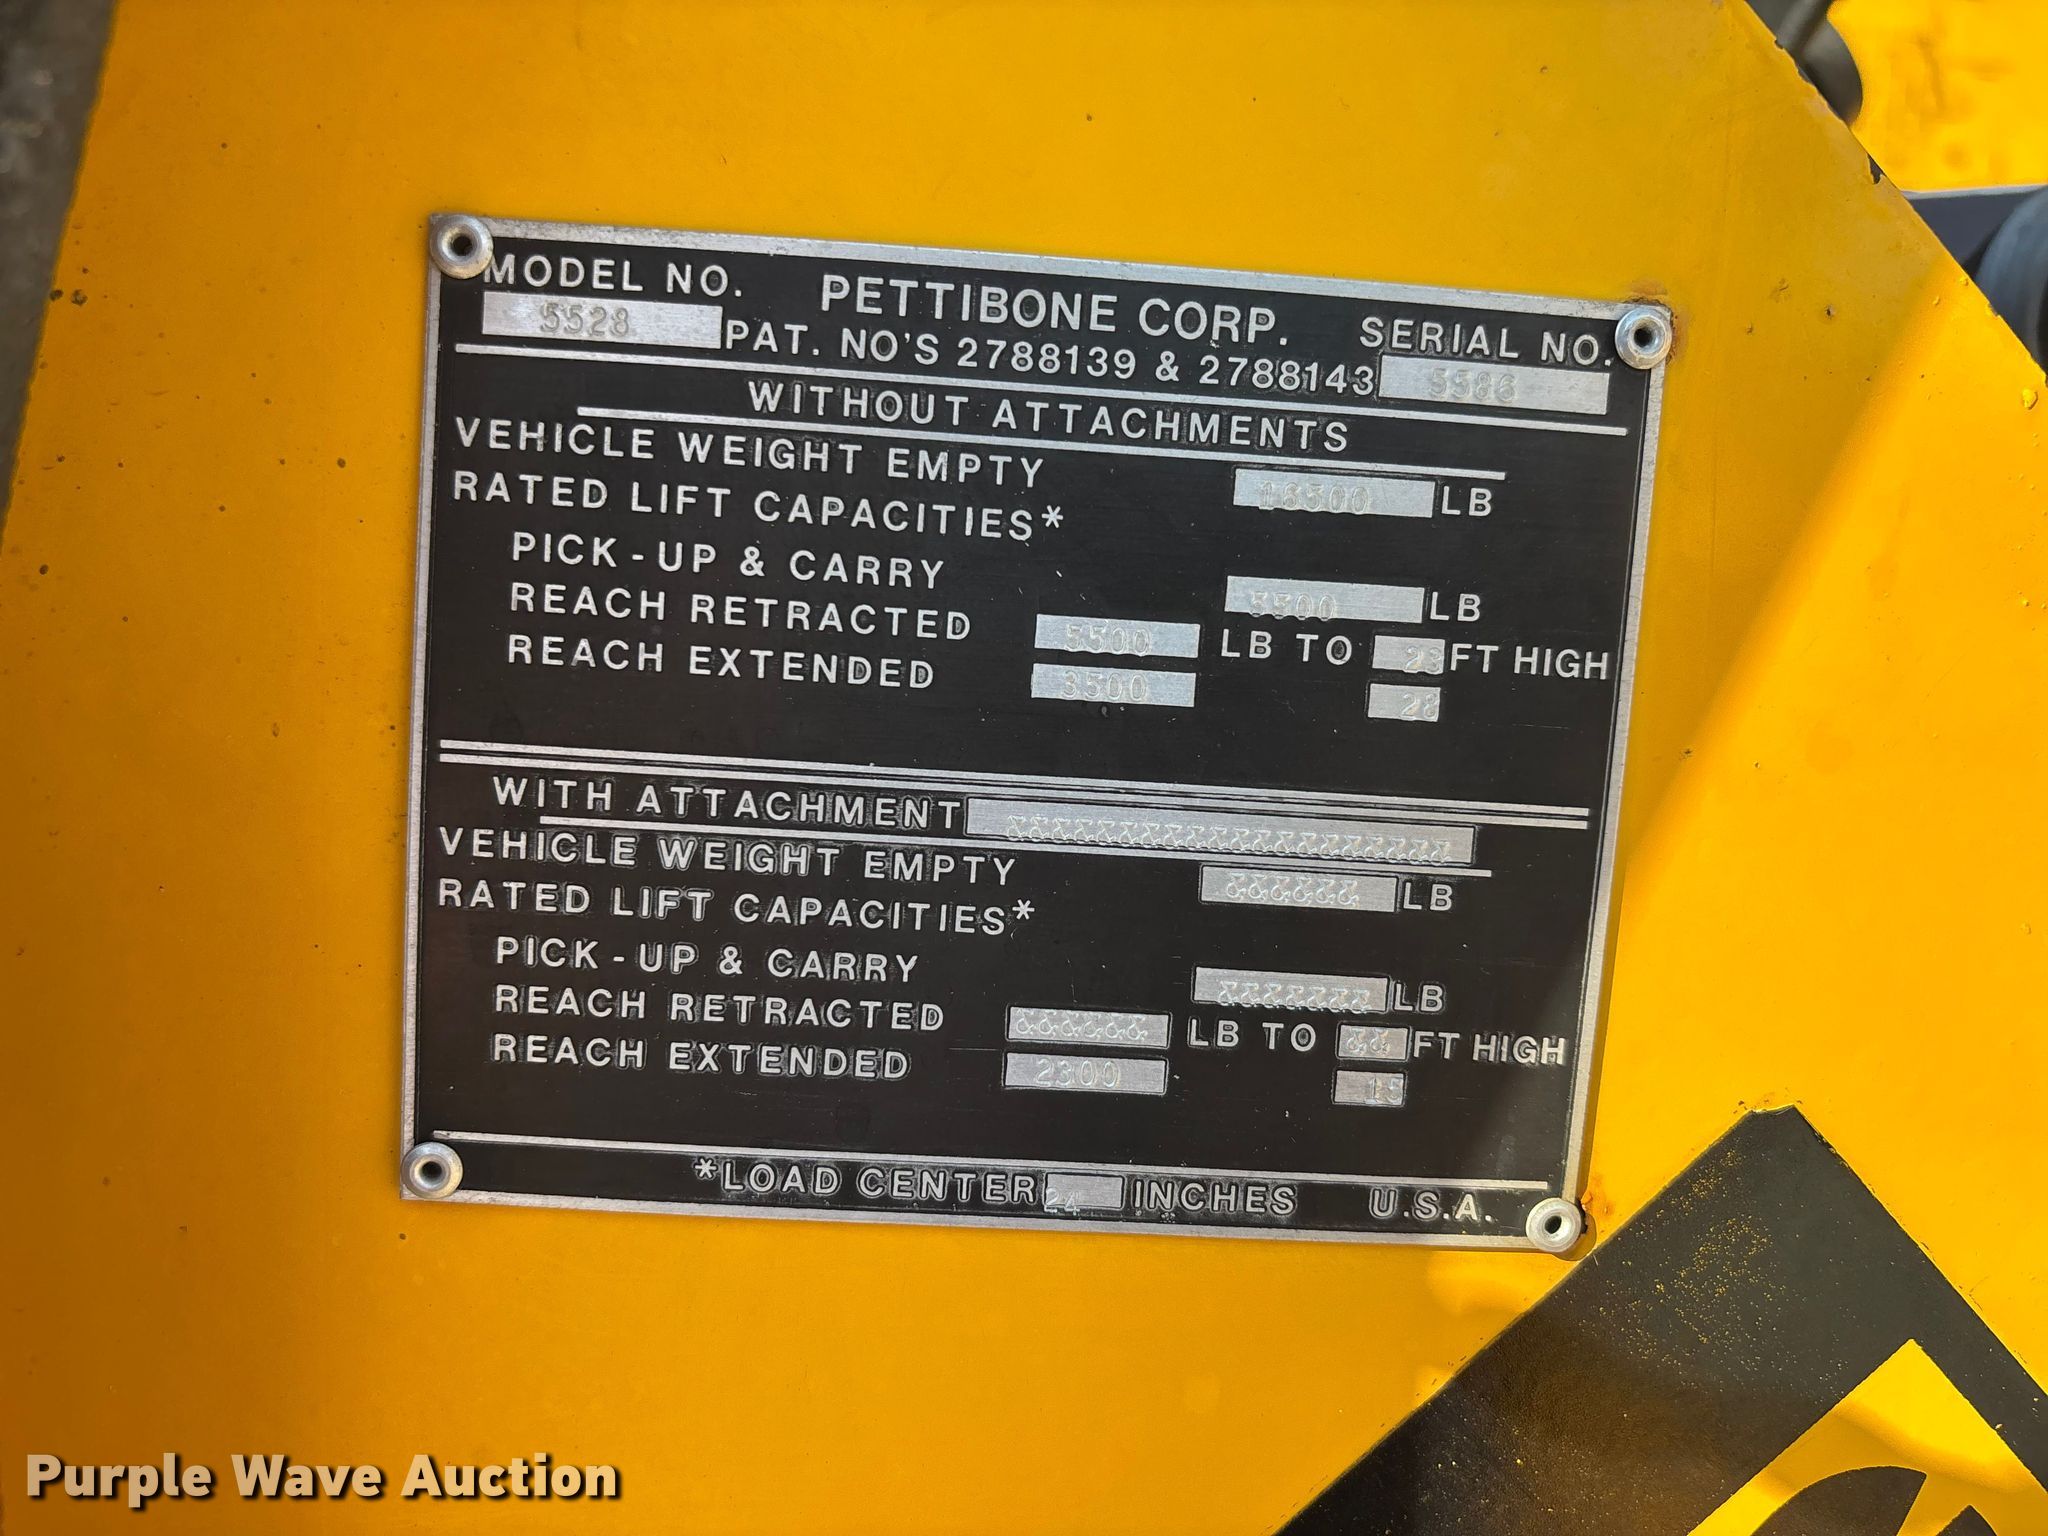 MODEL NO. PETTIBONE CORP. SERIAL NO.
5528 PAT. NO'S 2788139 & 2788143 5586
WITHOUT ATTACHMENTS
VEHICLE WEIGHT EMPTY 16500 LB
RATED LIFT CAPACITIES*
PICK-UP & CARRY 5500 LB
REACH RETRACTED 5500 LB TO 23 FT HIGH
REACH EXTENDED 3500 28
WITH ATTACHMENT &&&&&&&&&&&&&&&&&&&&
VEHICLE WEIGHT EMPTY &&&&&& LB
RATED LIFT CAPACITIES*
PICK-UP & CARRY &&&&&&& LB
REACH RETRACTED &&&&&& LB TO && FT HIGH
REACH EXTENDED 2300 15
*LOAD CENTER 24 INCHES U.S.A.
Purple Wave Auction